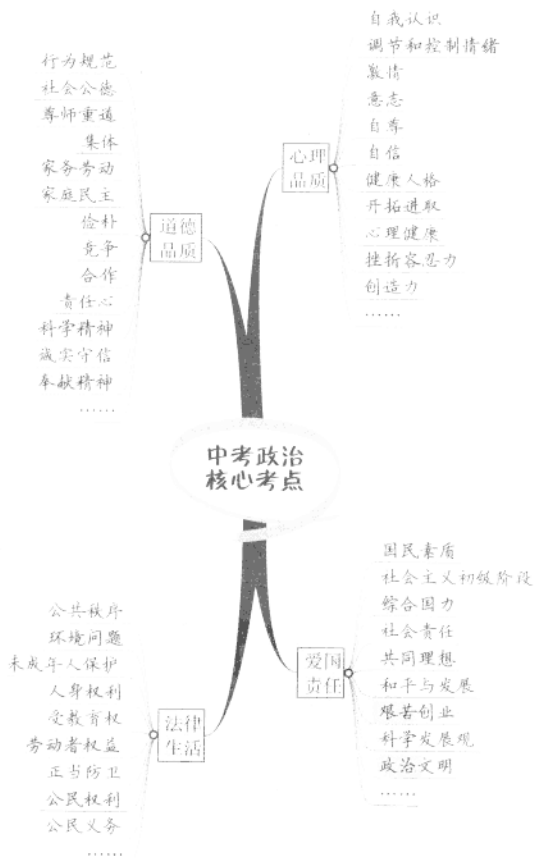 中考政治
核心考点
道德
品质
行为规范
社会公德
尊师重道
集体
家务劳动
家庭民主
俭朴
竞争
合作
责任心
科学精神
诚实守信
奉献精神
……
心理
品质
自我认识
调节和控制情绪
敦情
意志
自尊
自信
健康人格
开拓进取
心理健康
挫折容忍力
创造力
……
法律
生活
公共秩序
环境问题
未成年人保护
人身权利
受教育权
劳动者权益
正当防卫
公民权利
公民义务
……
爱国
责任
国民素质
社会主义初级阶段
综合国力
社会责任
共同理想
和平与发展
艰苦创业
科学发展观
政治文明
……